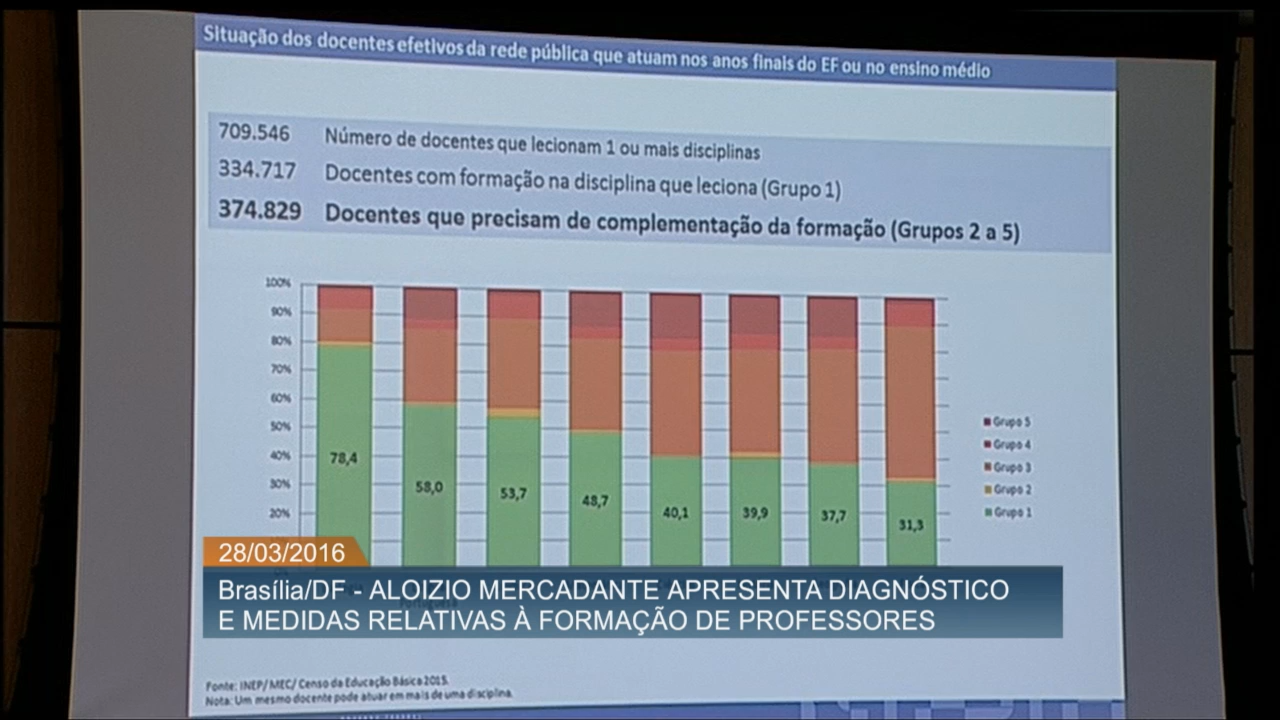 Situação dos docentes efetivos da rede pública que atuam nos anos finais do EF ou no ensino médio
709.546 Número de docentes que lecionam 1 ou mais disciplinas
334.717 Docentes com formação na disciplina que leciona (Grupo 1)
374.829 Docentes que precisam de complementação da formação (Grupos 2 a 5)
100%
90%
80%
70%
60%
50%
40%
30%
20%
78,4
58,0
53,7
48,7
40,1
39,9
37,7
31,3
Grupo 5
Grupo 4
Grupo 3
Grupo 2
Grupo 1
28/03/2016
Brasília/DF - ALOIZIO MERCADANTE APRESENTA DIAGNÓSTICO
E MEDIDAS RELATIVAS À FORMAÇÃO DE PROFESSORES
Fonte: INEP/MEC/ Censo da Educação Básica 2015.
Nota: Um mesmo docente pode atuar em mais de uma disciplina.